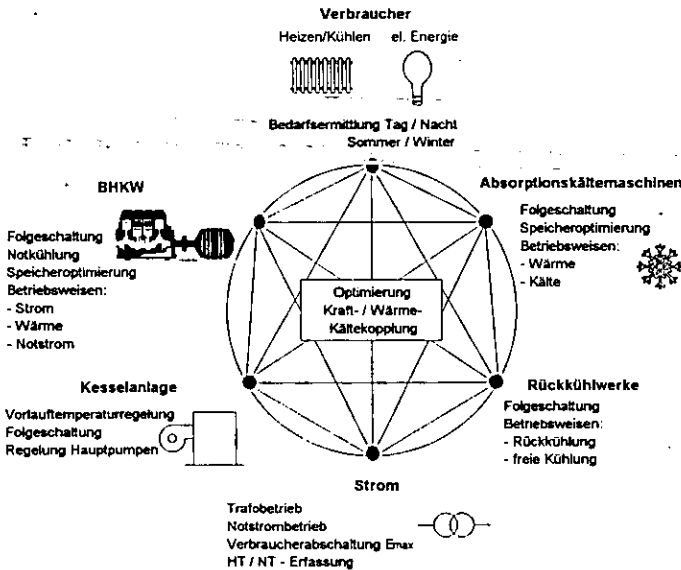 Verbraucher
Heizen/Kühlen el. Energie
Bedarfsermittlung Tag / Nacht
Sommer / Winter
BHKW
Folgeschaltung
Notkühlung
Speicheroptimierung
Betriebsweisen:
- Strom
- Wärme
- Notstrom
Absorptionskältemaschinen
Folgeschaltung
Speicheroptimierung
Betriebsweisen:
- Wärme
- Kälte
Optimierung
Kraft- / Wärme-
Kältekopplung
Kesselanlage
Vorlauftemperaturregelung
Folgeschaltung
Regelung Hauptpumpen
Rückkühlwerke
Folgeschaltung
Betriebsweisen:
- Rückkühlung
- freie Kühlung
Strom
Trafobetrieb
Notstrombetrieb
Verbraucherabschaltung Emax
HT / NT - Erfassung